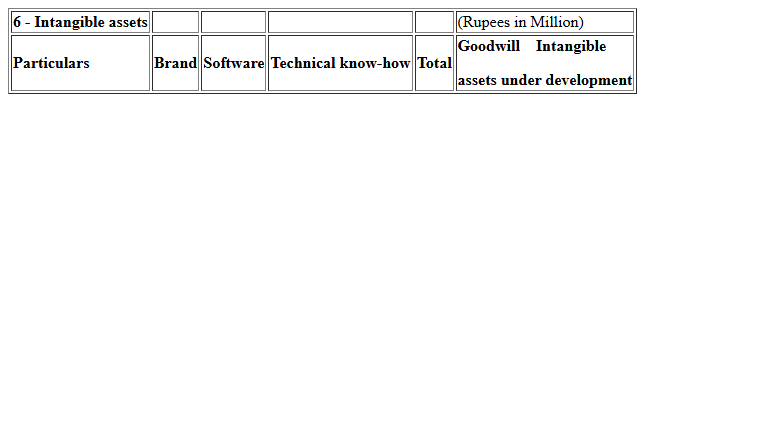 6 - Intangible assets (Rupees in Million)
Particulars Brand Software Technical know-how Total Goodwill Intangible
assets under development